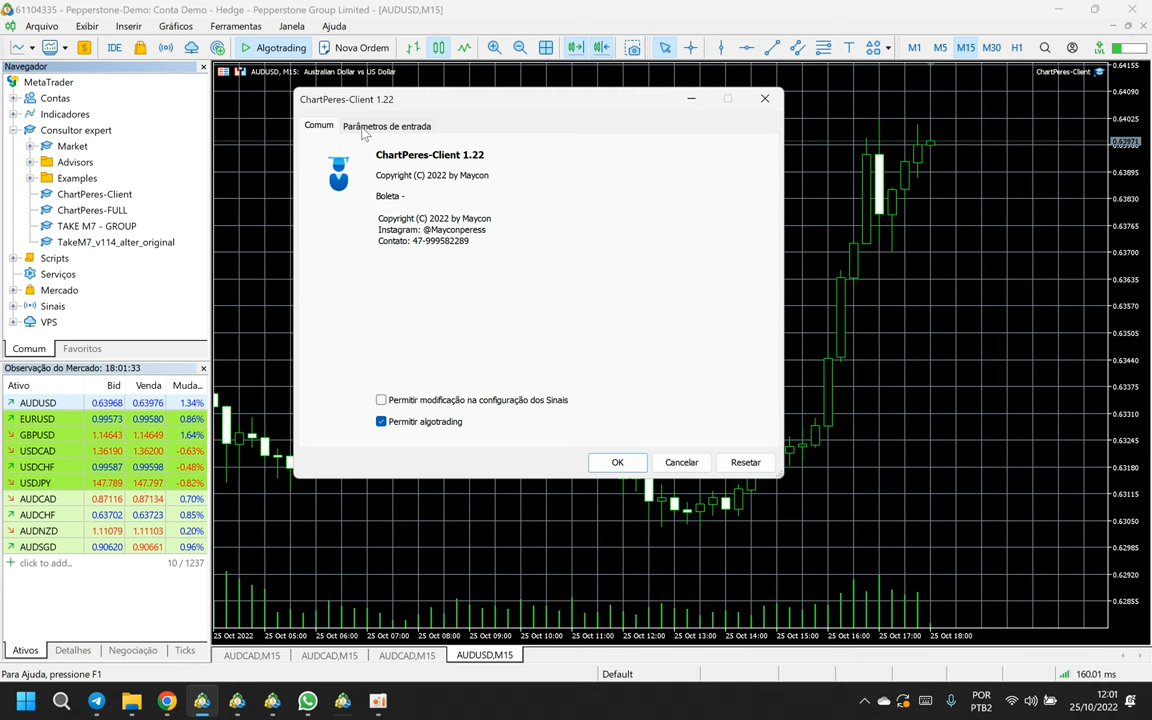 61104335 - Pepperstone-Demo: Conta Demo - Hedge - Pepperstone Group Limited - [AUDUSD,M15]
Arquivo Exibir Inserir Gráficos Ferramentas Janela Ajuda
IDE Algotrading Nova Ordem M1 M5 M15 M30 H1 LVL
Navegador
MetaTrader
Contas
Indicadores
Consultor expert
Market
Advisors
Examples
ChartPeres-Client
ChartPeres-FULL
TAKE M7 - GROUP
TakeM7_v114_alter_original
Scripts
Serviços
Mercado
Sinais
VPS
Comum Favoritos
Observação do Mercado: 18:01:33
Ativo Bid Venda Muda...
AUDUSD 0.63968 0.63976 1.34%
EURUSD 0.99573 0.99580 0.86%
GBPUSD 1.14643 1.14649 1.64%
USDCAD 1.36190 1.36200 -0.63%
USDCHF 0.99587 0.99598 -0.48%
USDJPY 147.789 147.797 -0.82%
AUDCAD 0.87116 0.87134 0.70%
AUDCHF 0.63702 0.63723 0.85%
AUDNZD 1.11079 1.11103 0.20%
AUDSGD 0.90620 0.90661 0.96%
click to add... 10 / 1237
Ativos Detalhes Negociação Ticks
AUDUSD, M15: Australian Dollar vs US Dollar
ChartPeres-Client
ChartPeres-Client 1.22
Comum Parâmetros de entrada
ChartPeres-Client 1.22
Copyright (C) 2022 by Maycon
Boleta -
Copyright (C) 2022 by Maycon
Instagram: @Mayconperess
Contato: 47-999582289
Permitir modificação na configuração dos Sinais
Permitir algotrading
OK Cancelar Resetar
0.64155
0.64090
0.64025
0.63971
0.63895
0.63830
0.63765
0.63700
0.63635
0.63570
0.63505
0.63440
0.63375
0.63310
0.63245
0.63180
0.63115
0.63050
0.62985
0.62920
0.62855
25 Oct 2022 25 Oct 05:00 25 Oct 06:00 25 Oct 07:00 25 Oct 08:00 25 Oct 09:00 25 Oct 10:00 25 Oct 11:00 25 Oct 12:00 25 Oct 13:00 25 Oct 14:00 25 Oct 15:00 25 Oct 16:00 25 Oct 17:00 25 Oct 18:00
AUDCAD,M15 AUDCAD,M15 AUDCAD,M15 AUDUSD,M15
Para Ajuda, pressione F1 Default 160.01 ms
POR
PTB2
12:01
25/10/2022